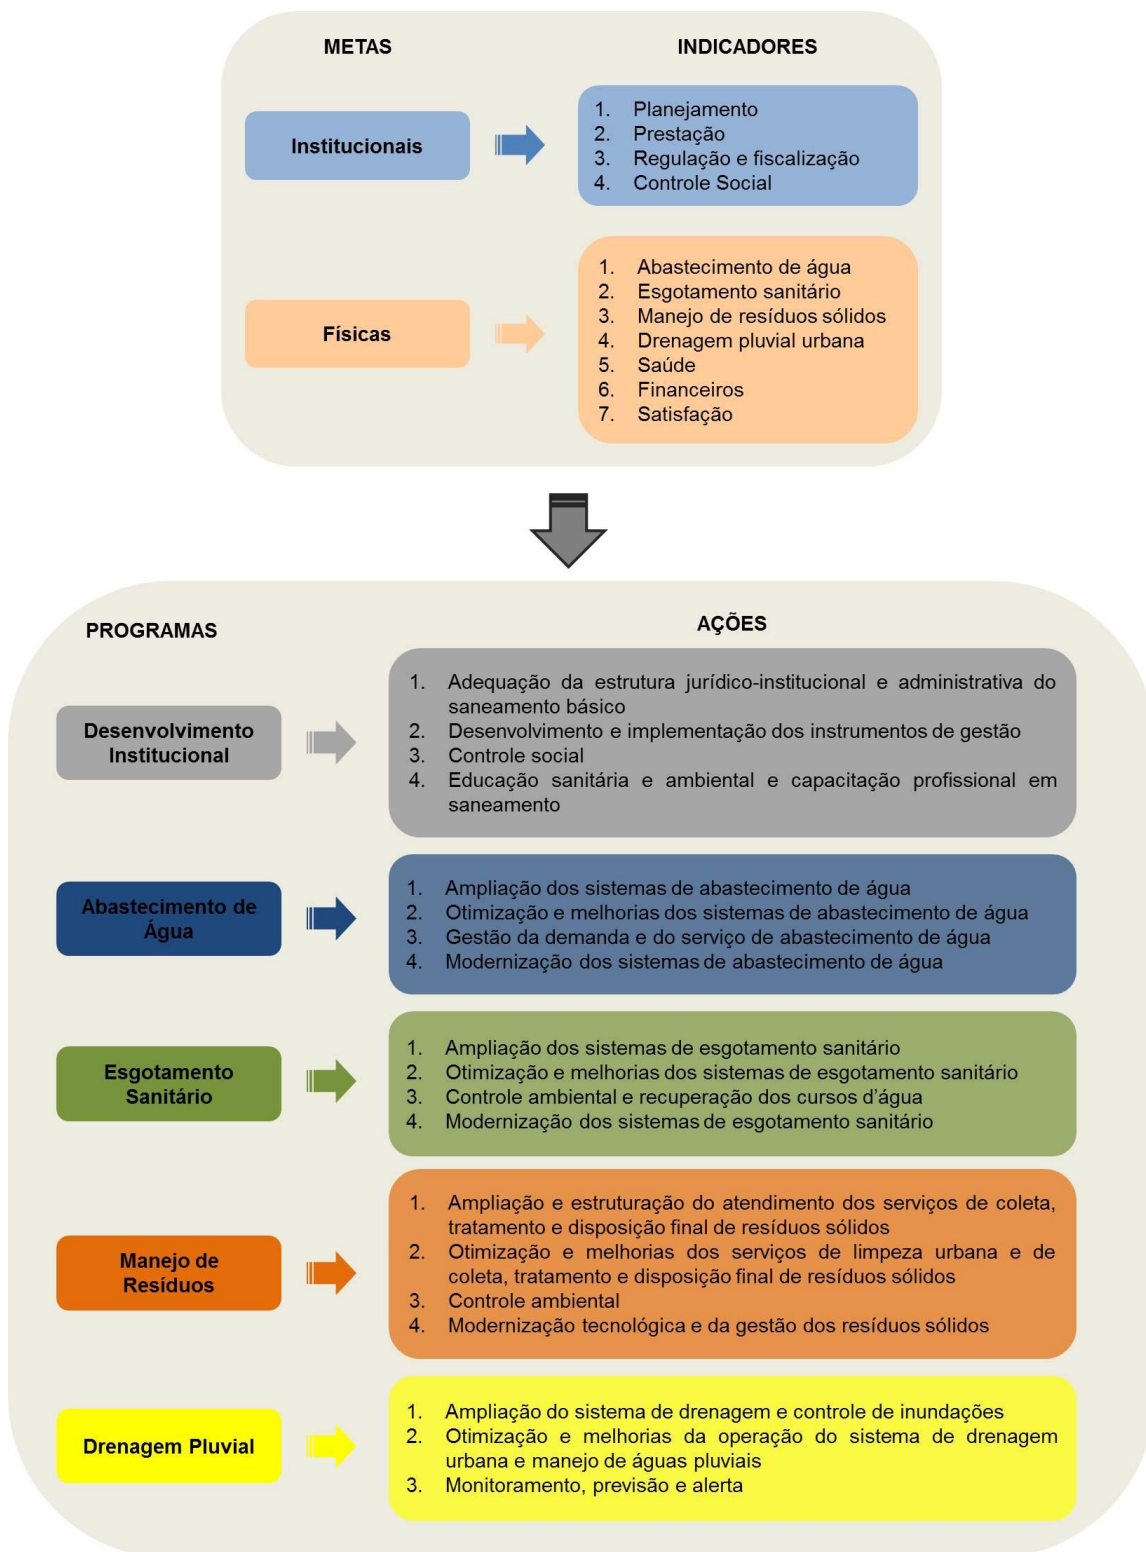 METAS
INDICADORES
Institucionais
1. Planejamento
2. Prestação
3. Regulação e fiscalização
4. Controle Social
Físicas
1. Abastecimento de água
2. Esgotamento sanitário
3. Manejo de resíduos sólidos
4. Drenagem pluvial urbana
5. Saúde
6. Financeiros
7. Satisfação
PROGRAMAS
AÇÕES
Desenvolvimento
Institucional
1. Adequação da estrutura jurídico-institucional e administrativa do
saneamento básico
2. Desenvolvimento e implementação dos instrumentos de gestão
3. Controle social
4. Educação sanitária e ambiental e capacitação profissional em
saneamento
Abastecimento de
Água
1. Ampliação dos sistemas de abastecimento de água
2. Otimização e melhorias dos sistemas de abastecimento de água
3. Gestão da demanda e do serviço de abastecimento de água
4. Modernização dos sistemas de abastecimento de água
Esgotamento
Sanitário
1. Ampliação dos sistemas de esgotamento sanitário
2. Otimização e melhorias dos sistemas de esgotamento sanitário
3. Controle ambiental e recuperação dos cursos d’água
4. Modernização dos sistemas de esgotamento sanitário
Manejo de
Resíduos
1. Ampliação e estruturação do atendimento dos serviços de coleta,
tratamento e disposição final de resíduos sólidos
2. Otimização e melhorias dos serviços de limpeza urbana e de
coleta, tratamento e disposição final de resíduos sólidos
3. Controle ambiental
4. Modernização tecnológica e da gestão dos resíduos sólidos
Drenagem Pluvial
1. Ampliação do sistema de drenagem e controle de inundações
2. Otimização e melhorias da operação do sistema de drenagem
urbana e manejo de águas pluviais
3. Monitoramento, previsão e alerta